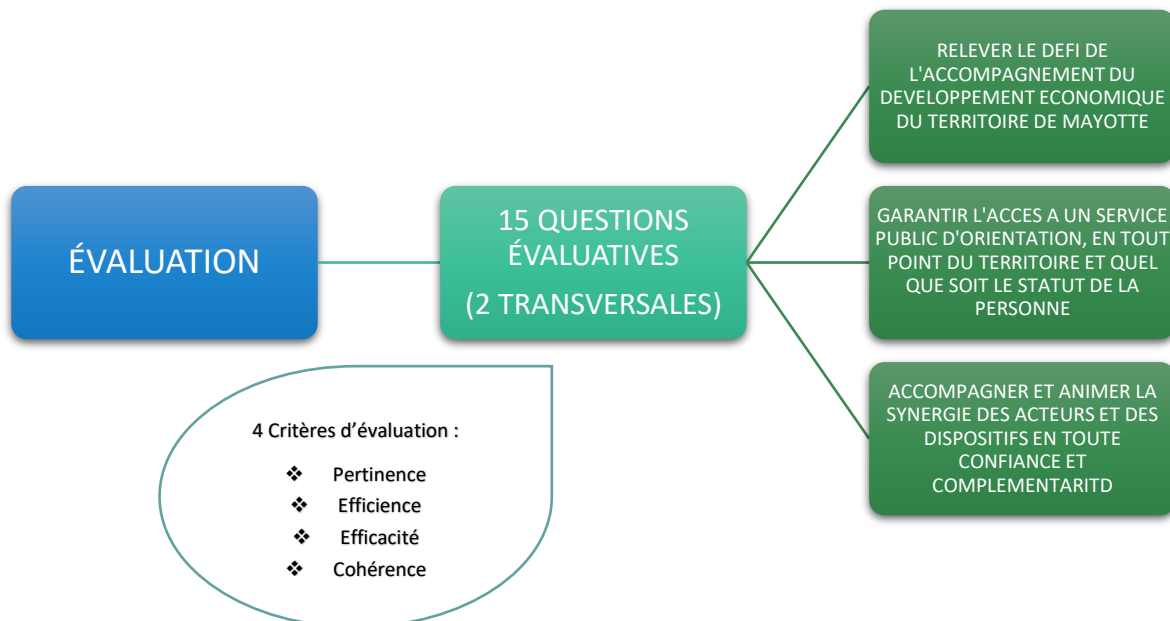 ÉVALUATION
15 QUESTIONS
ÉVALUATIVES
(2 TRANSVERSALES)
RELEVER LE DEFI DE
L'ACCOMPAGNEMENT DU
DEVELOPPEMENT ECONOMIQUE
DU TERRITOIRE DE MAYOTTE
GARANTIR L'ACCES A UN SERVICE
PUBLIC D'ORIENTATION, EN TOUT
POINT DU TERRITOIRE ET QUEL
QUE SOIT LE STATUT DE LA
PERSONNE
ACCOMPAGNER ET ANIMER LA
SYNERGIE DES ACTEURS ET DES
DISPOSITIFS EN TOUTE
CONFIANCE ET
COMPLEMENTARITD
4 Critères d’évaluation :
❖ Pertinence
❖ Efficience
❖ Efficacité
❖ Cohérence